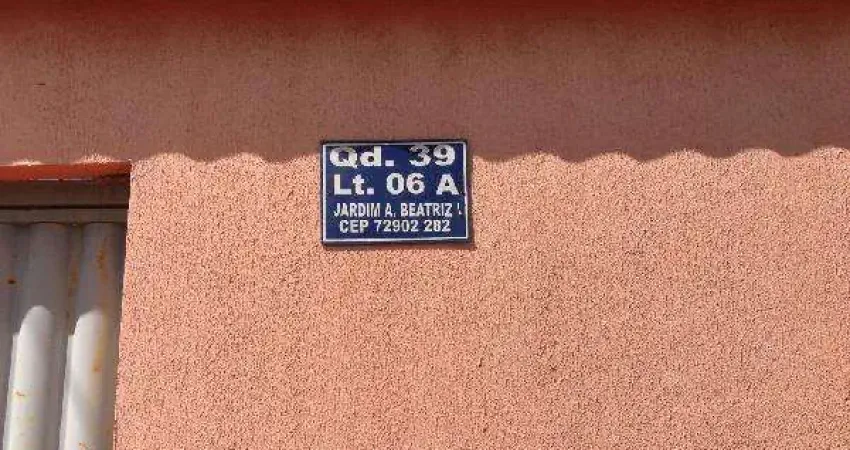 Qd. 39
Lt. 06 A
JARDIM A. BEATRIZ I
CEP 72902 282